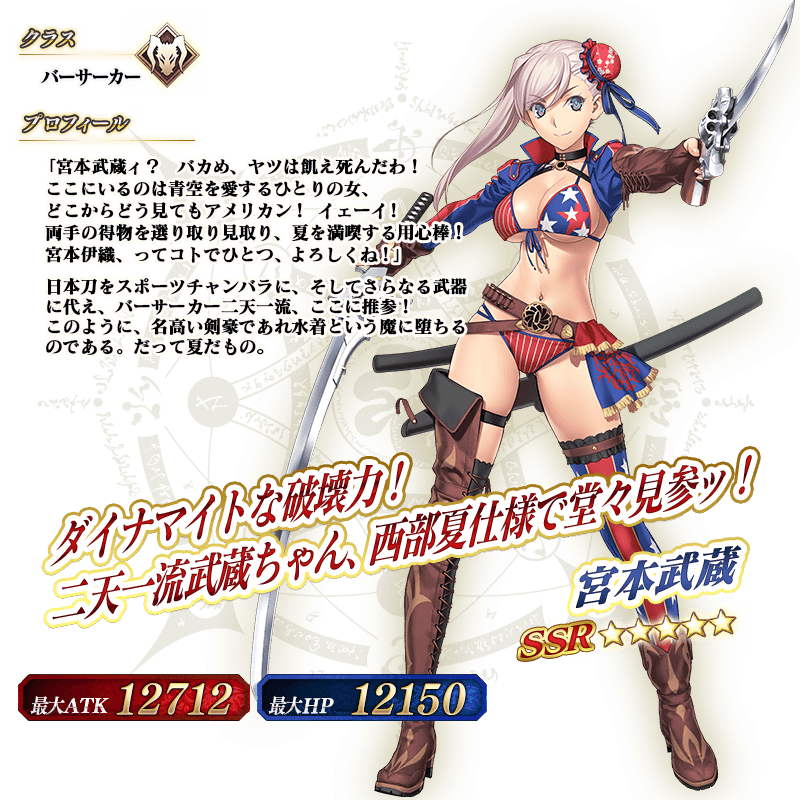 クラス
バーサーカー
プロフィール
「宮本武蔵ィ？　バカめ、ヤツは飢え死んだわ！
ここにいるのは青空を愛するひとりの女、
どこからどう見てもアメリカン！ イェーイ！
両手の得物を選り取り見取り、夏を満喫する用心棒！
宮本伊織、ってコトでひとつ、よろしくね！」
日本刀をスポーツチャンバラに、そしてさらなる武器
に代え、バーサーカー二天一流、ここに推参！
このように、名高い剣豪であれ水着という魔に堕ちる
のである。だって夏だもの。
ダイナマイトな破壊力！
二天一流武蔵ちゃん、西部夏仕様で堂々見参ッ！
宮本武蔵
SSR ★★★★★
最大ATK 12712
最大HP 12150